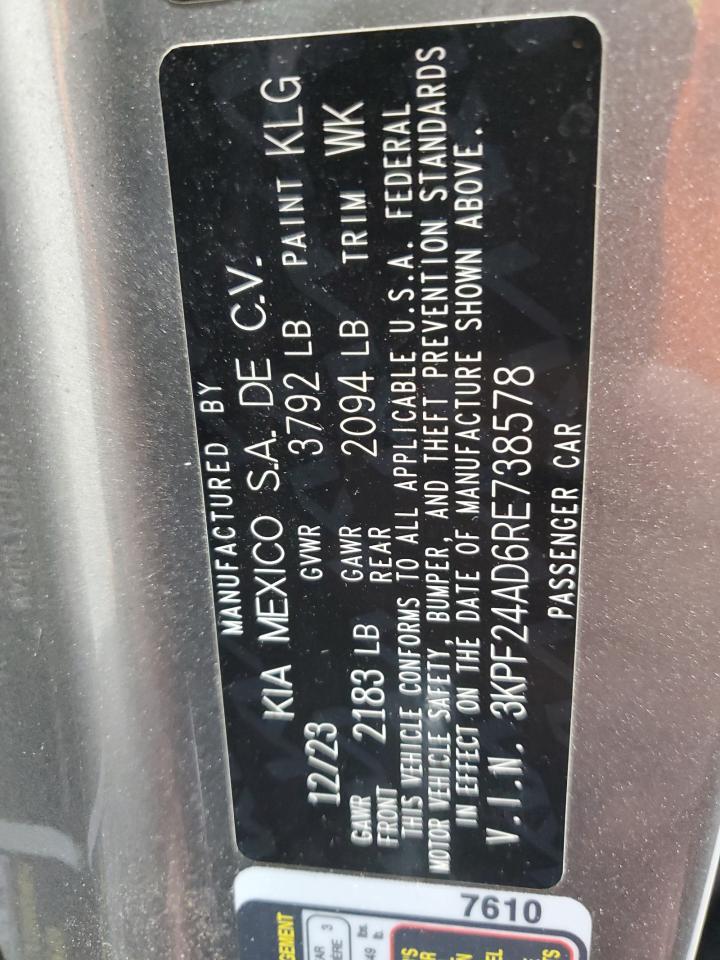 MANUFACTURED BY
KIA MEXICO S.A. DE C.V.
12/23 GVWR 3792 LB PAINT KLG
GAWR FRONT 2183 LB GAWR REAR 2094 LB TRIM WK
THIS VEHICLE CONFORMS TO ALL APPLICABLE U.S.A. FEDERAL
MOTOR VEHICLE SAFETY, BUMPER, AND THEFT PREVENTION STANDARDS
IN EFFECT ON THE DATE OF MANUFACTURE SHOWN ABOVE.
V.I.N. 3KPF24AD6RE738578
PASSENGER CAR
7610